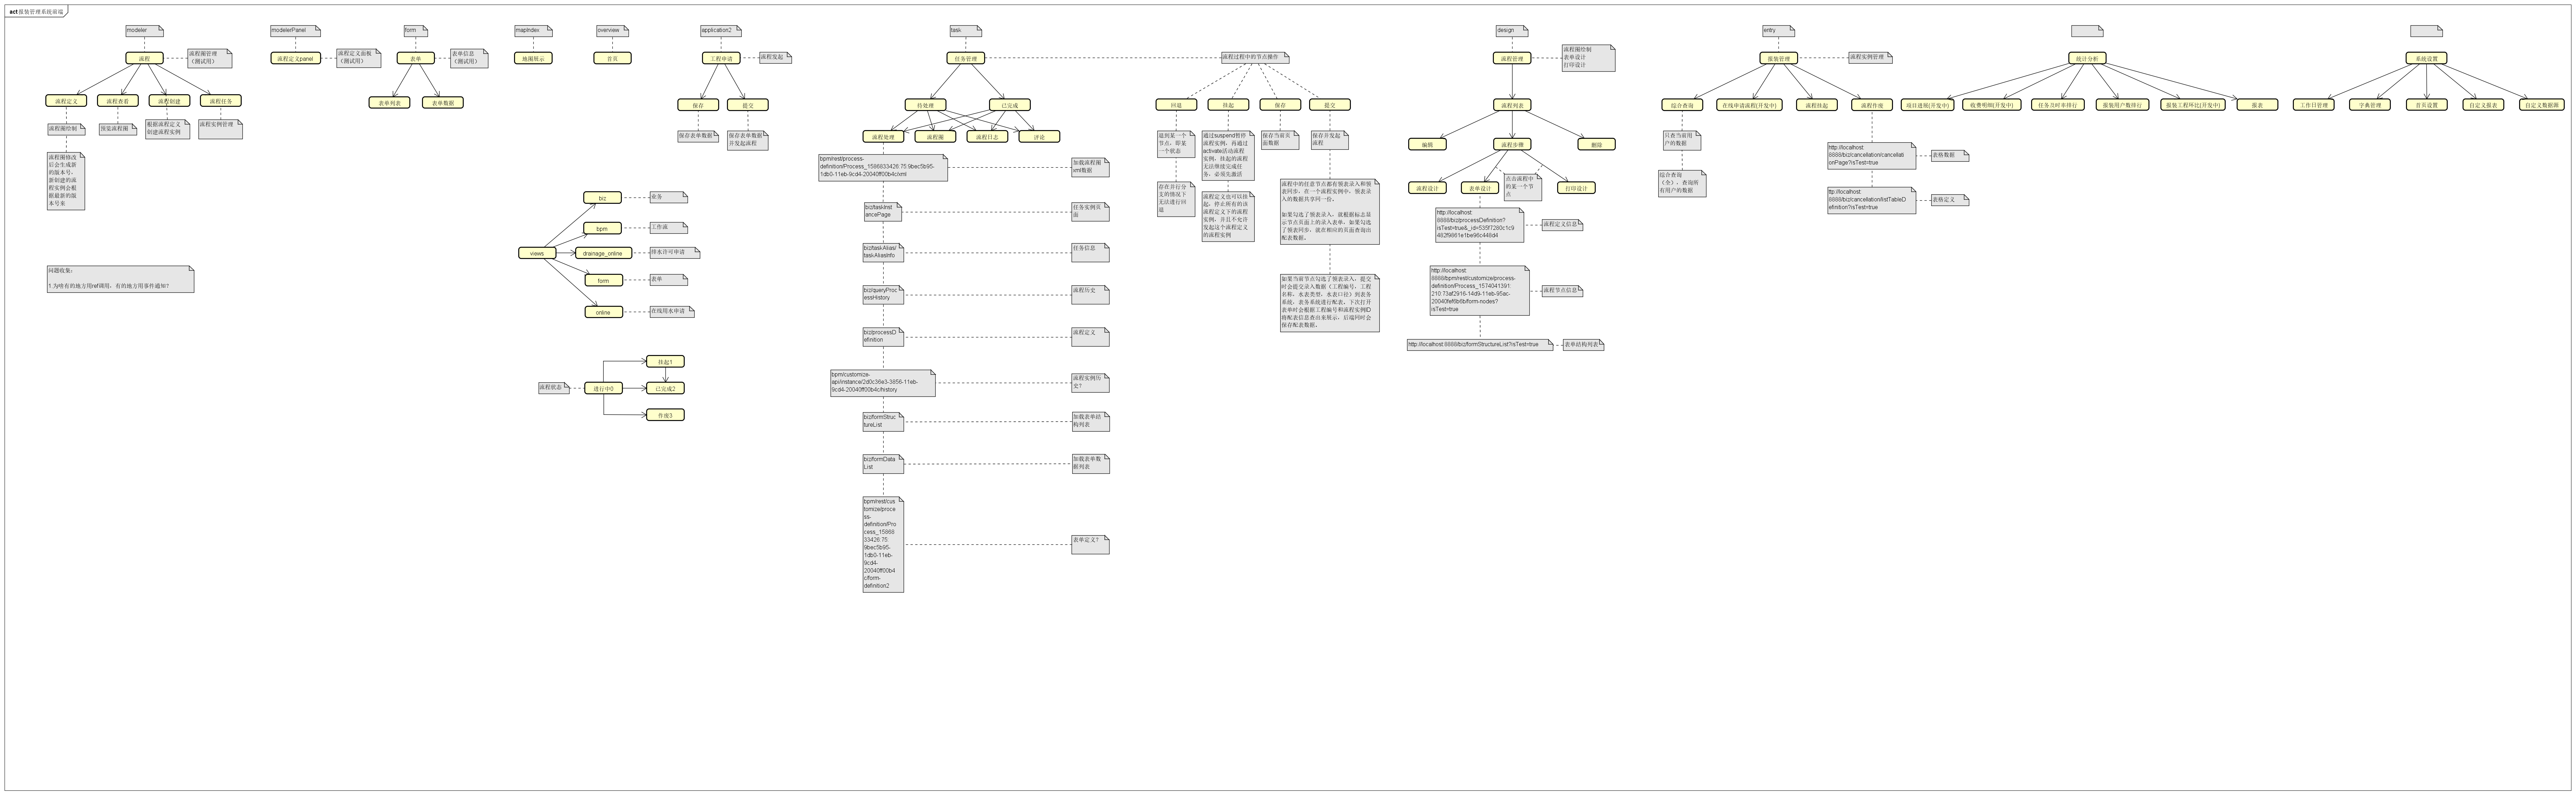 act 报装管理系统前端
modeler
流程
流程图管理
（测试用）
流程定义
流程查看
流程创建
流程任务
流程图绘制
预览流程图
根据流程定义
创建流程实例
流程实例管理
流程图修改
后会生成新
的版本号，
新创建的流
程实例会根
据最新的版
本号来
问题收集：
1.为啥有的地方用ref调用，有的地方用事件通知？
modelerPanel
流程定义panel
流程定义面板
（测试用）
form
表单
表单信息
（测试用）
表单列表
表单数据
mapIndex
地图展示
overview
首页
application2
工程申请
流程发起
保存
提交
保存表单数据
保存表单数据
并发起流程
views
biz
业务
bpm
工作流
drainage_online
排水许可申请
form
表单
online
在线用水申请
流程状态
进行中0
挂起1
已完成2
作废3
task
任务管理
待处理
已完成
流程处理
流程图
流程日志
评论
bpm/rest/process-
definition/Process_1586833426:75:9bec5b95-
1db0-11eb-9cd4-20040ff00b4c/xml
加载流程图
xml数据
biz/taskInst
ancePage
任务实例页
面
biz/taskAlias/
taskAliasInfo
任务信息
biz/queryProc
essHistory
流程历史
biz/processD
efinition
流程定义
bpm/customize-
api/instance/2d0c36e3-3856-11eb-
9cd4-20040ff00b4c/history
流程实例历
史?
biz/formStruc
tureList
加载表单结
构列表
biz/formData
List
加载表单数
据列表
bpm/rest/cus
tomize/proce
ss-
definition/Pro
cess_15868
33426:75:
9bec5b95-
1db0-11eb-
9cd4-
20040ff00b4
c/form-
definition2
表单定义?
流程过程中的节点操作
回退
挂起
保存
提交
退到某一个
节点，即某
一个状态
存在并行分
支的情况下
无法进行回
退
通过suspend暂停
流程实例，再通过
activate活动流程
实例，挂起的流程
无法继续完成任
务，必须先激活
流程定义也可以挂
起，停止所有的该
流程定义下的流程
实例，并且不允许
发起这个流程定义
的流程实例
保存当前页
面数据
保存并发起
流程
流程中的任意节点都有领表录入和领
表同步，在一个流程实例中，领表录
入的数据共享同一份。
如果勾选了领表录入，就根据标志显
示节点页面上的录入表单，如果勾选
了领表同步，就在相应的页面查询出
配表数据。
如果当前节点勾选了领表录入，提交
时会提交录入数据（工程编号，工程
名称，水表类型，水表口径）到表务
系统，表务系统进行配表，下次打开
表单时会根据工程编号和流程实例ID
将配表信息查出来展示，后端同时会
保存配表数据。
design
流程管理
流程图绘制
表单设计
打印设计
流程列表
编辑
流程步骤
删除
流程设计
表单设计
点击流程中
的某一个节
点
打印设计
http://localhost:
8888/biz/processDefinition?
isTest=true&_id=535f7280c1c9
482f9861e1be96c448d4
流程定义信息
http://localhost:
8888/bpm/rest/customize/process-
definition/Process_1574041391:
210:73af2916-14d9-11eb-95ac-
20040fef6b6b/form-nodes?
isTest=true
流程节点信息
http://localhost:8888/biz/formStructureList?isTest=true
表单结构列表
entry
报装管理
流程实例管理
综合查询
在线申请流程(开发中)
流程挂起
流程作废
只查当前用
户的数据
综合查询
（全），查询所
有用户的数据
http://localhost:
8888/biz/cancellation/cancellati
onPage?isTest=true
表格数据
ttp://localhost:
8888/biz/cancellation/listTableD
efinition?isTest=true
表格定义
统计分析
项目进展(开发中)
收费明细(开发中)
任务及时率排行
报装用户数排行
报装工程环比(开发中)
报表
系统设置
工作日管理
字典管理
首页设置
自定义报表
自定义数据源